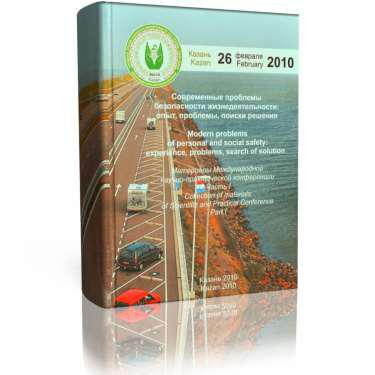 Казань
Kazan
26
февраля
February
2010
Современные проблемы
безопасности жизнедеятельности:
опыт, проблемы, поиски решения
Modern problems
of personal and social safety:
experience, problems, search of solution
Материалы Международной
научно-практической конференции
Часть I
Collection of materials
of Scientific and Practical Conference
Part I
Казань 2010
Kazan 2010